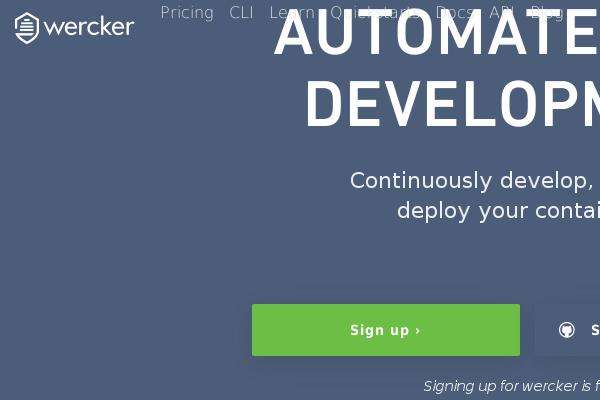 wercker
Pricing CLI Learn Quickstarts Docs API Blog
AUTOMATE
DEVELOP
Continuously develop,
deploy your contai
Sign up ›
S
Signing up for wercker is f